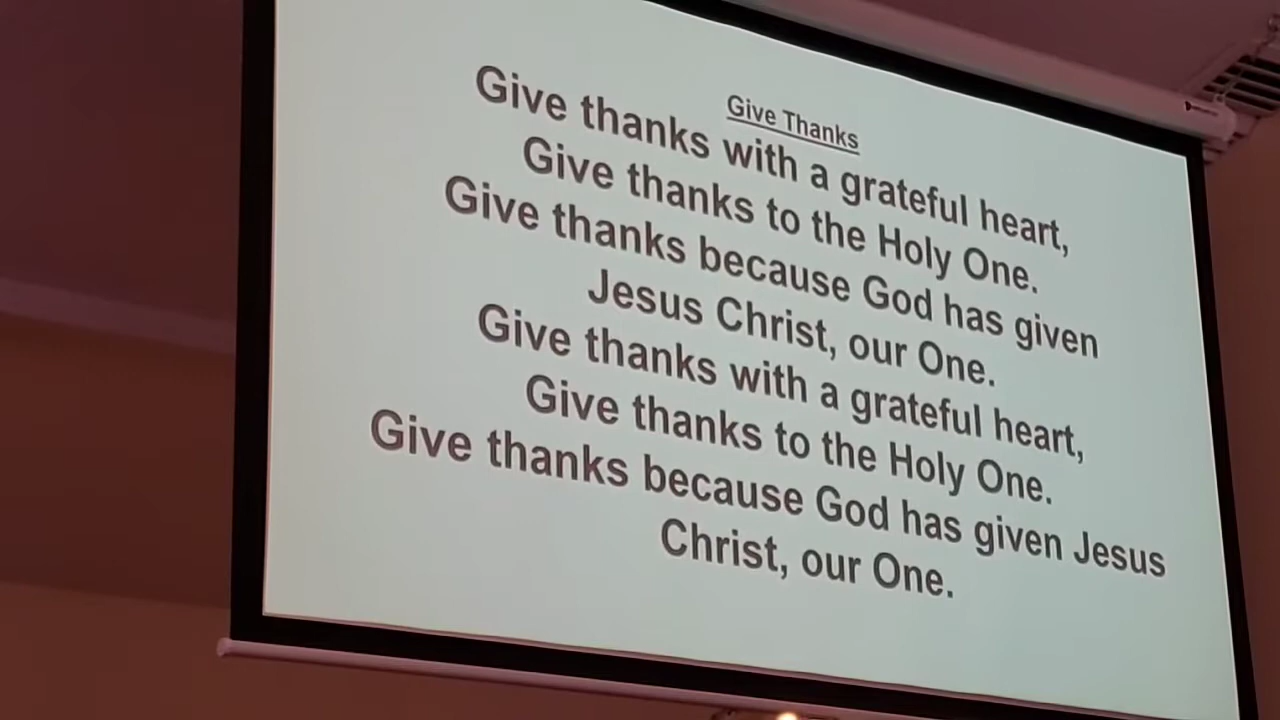 Give Thanks
Give thanks with a grateful heart,
Give thanks to the Holy One.
Give thanks because God has given
Jesus Christ, our One.
Give thanks with a grateful heart,
Give thanks to the Holy One.
Give thanks because God has given Jesus
Christ, our One.